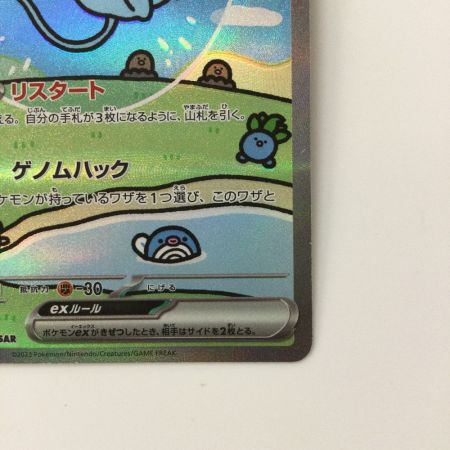 リスタート
える。自分の手札が3枚になるように、山札を引く。
ゲノムハック
ポケモンが持っているワザを1つ選び、このワザと
抵抗力 -30 にげる
exルール
ポケモンexがきぜつしたとき、相手はサイドを2枚とる。
SAR
©2023 Pokémon/Nintendo/Creatures/GAME FREAK.